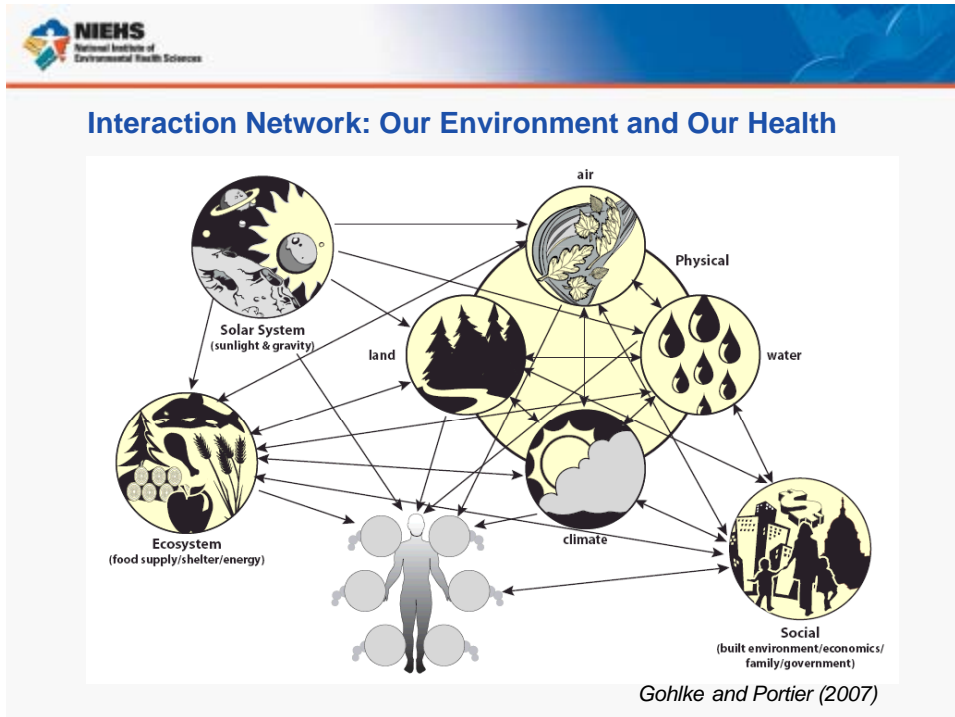 NIEHS
National Institute of
Environmental Health Sciences
Interaction Network: Our Environment and Our Health
air
Physical
Solar System
(sunlight & gravity)
land
water
Ecosystem
(food supply/shelter/energy)
climate
Social
(built environment/economics/
family/government)
Gohlke and Portier (2007)